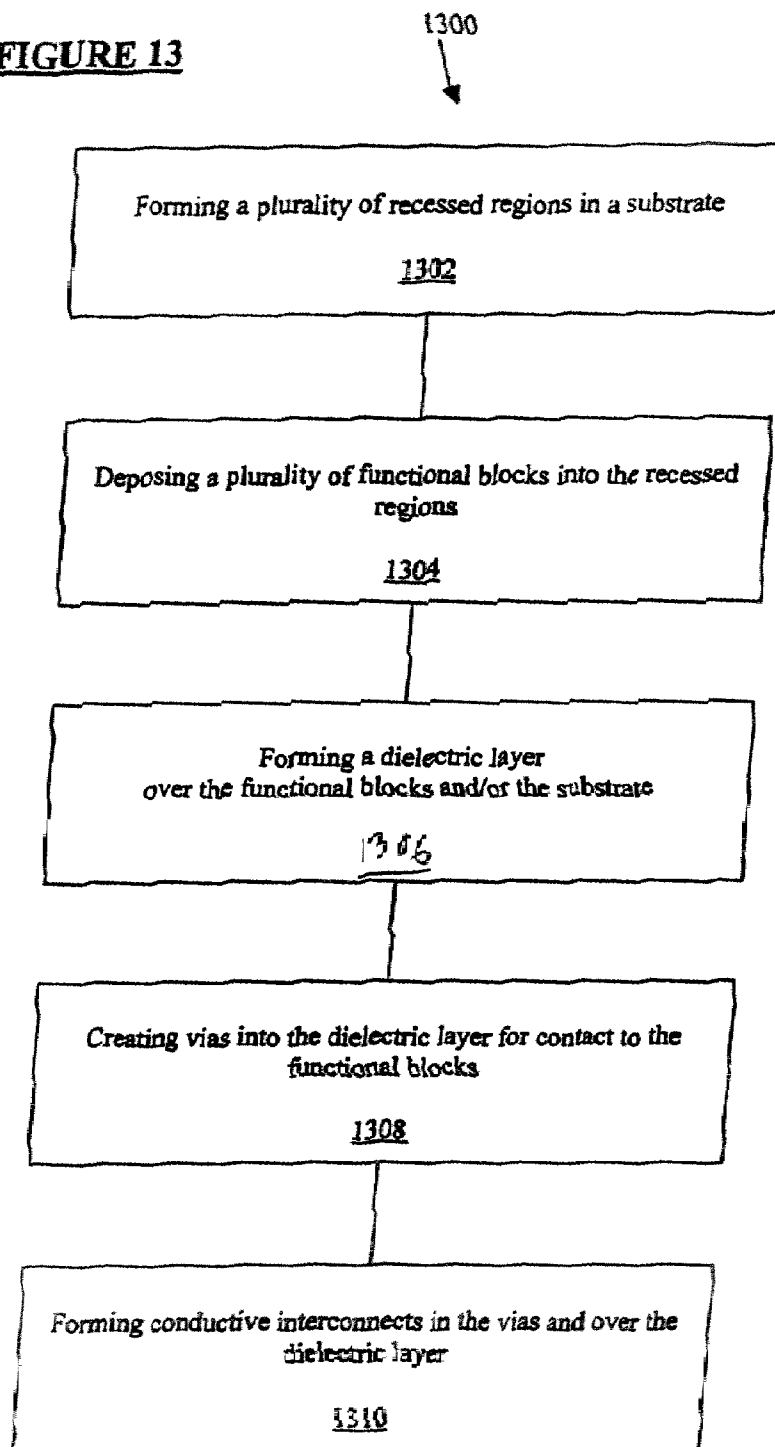 FIGURE 13
1300
Forming a plurality of recessed regions in a substrate
1302
Deposing a plurality of functional blocks into the recessed
regions
1304
Forming a dielectric layer
over the functional blocks and/or the substrate
1306
Creating vias into the dielectric layer for contact to the
functional blocks
1308
Forming conductive interconnects in the vias and over the
dielectric layer
1310